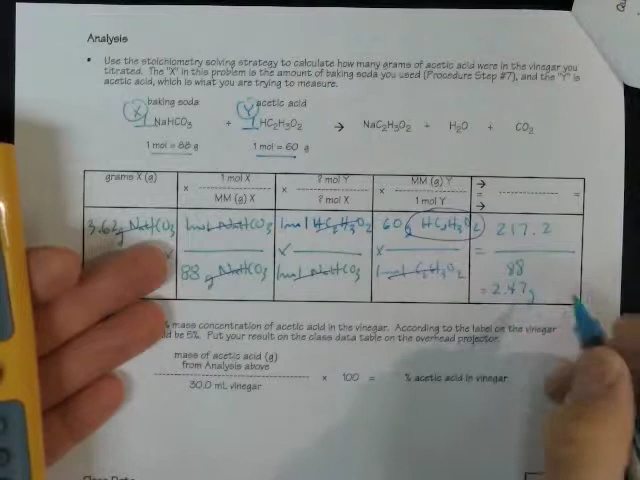 Analysis
• Use the stoichiometry solving strategy to calculate how many grams of acetic acid were in the vinegar you
titrated. The "X" in this problem is the amount of baking soda you used (Procedure Step #7), and the "Y" is
acetic acid, which is what you are trying to measure.
X baking soda Y acetic acid
1 NaHCO3 + 1 HC2H3O2 → NaC2H3O2 + H2O + CO2
1 mol = 88 g 1 mol = 60 g
grams X (g) × 1 mol X × ? mol Y × MM (g) Y → =
MM (g) X ? mol X 1 mol Y = →
3.62g NaHCO3 1mol NaHCO3 1mol HC2H3O2 60g HC2H3O2 217.2
× × × =
88 g NaHCO3 1mol NaHCO3 1mol C2H3O2 88
= 2.47g
% mass concentration of acetic acid in the vinegar. According to the label on the vinegar
be 5%. Put your result on the class data table on the overhead projector.
mass of acetic acid (g)
from Analysis above × 100 = % acetic acid in vinegar
30.0 mL vinegar